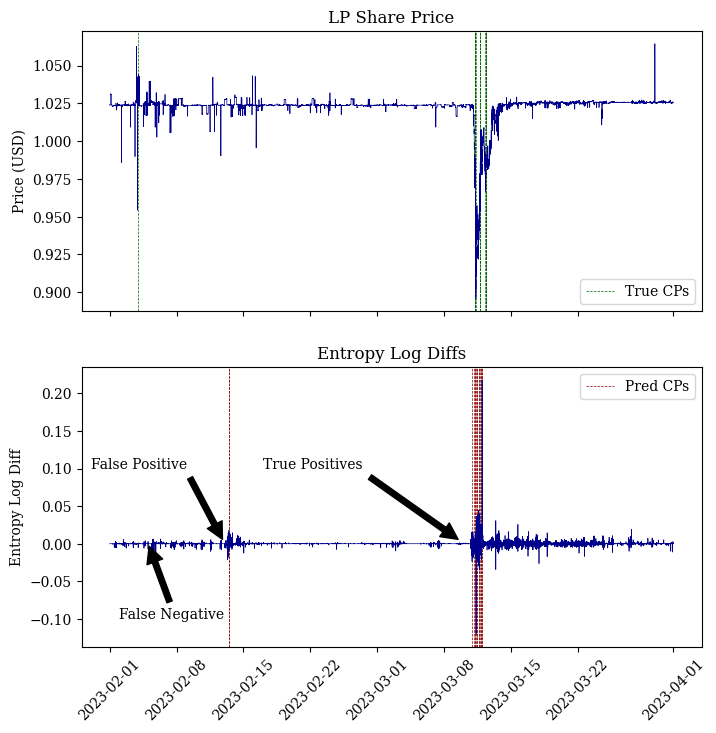 LP Share Price
Price (USD)
1.050
1.025
1.000
0.975
0.950
0.925
0.900
True CPs
Entropy Log Diffs
Entropy Log Diff
0.20
0.15
0.10
0.05
0.00
−0.05
−0.10
Pred CPs
False Positive
True Positives
False Negative
2023-02-01
2023-02-08
2023-02-15
2023-02-22
2023-03-01
2023-03-08
2023-03-15
2023-03-22
2023-04-01